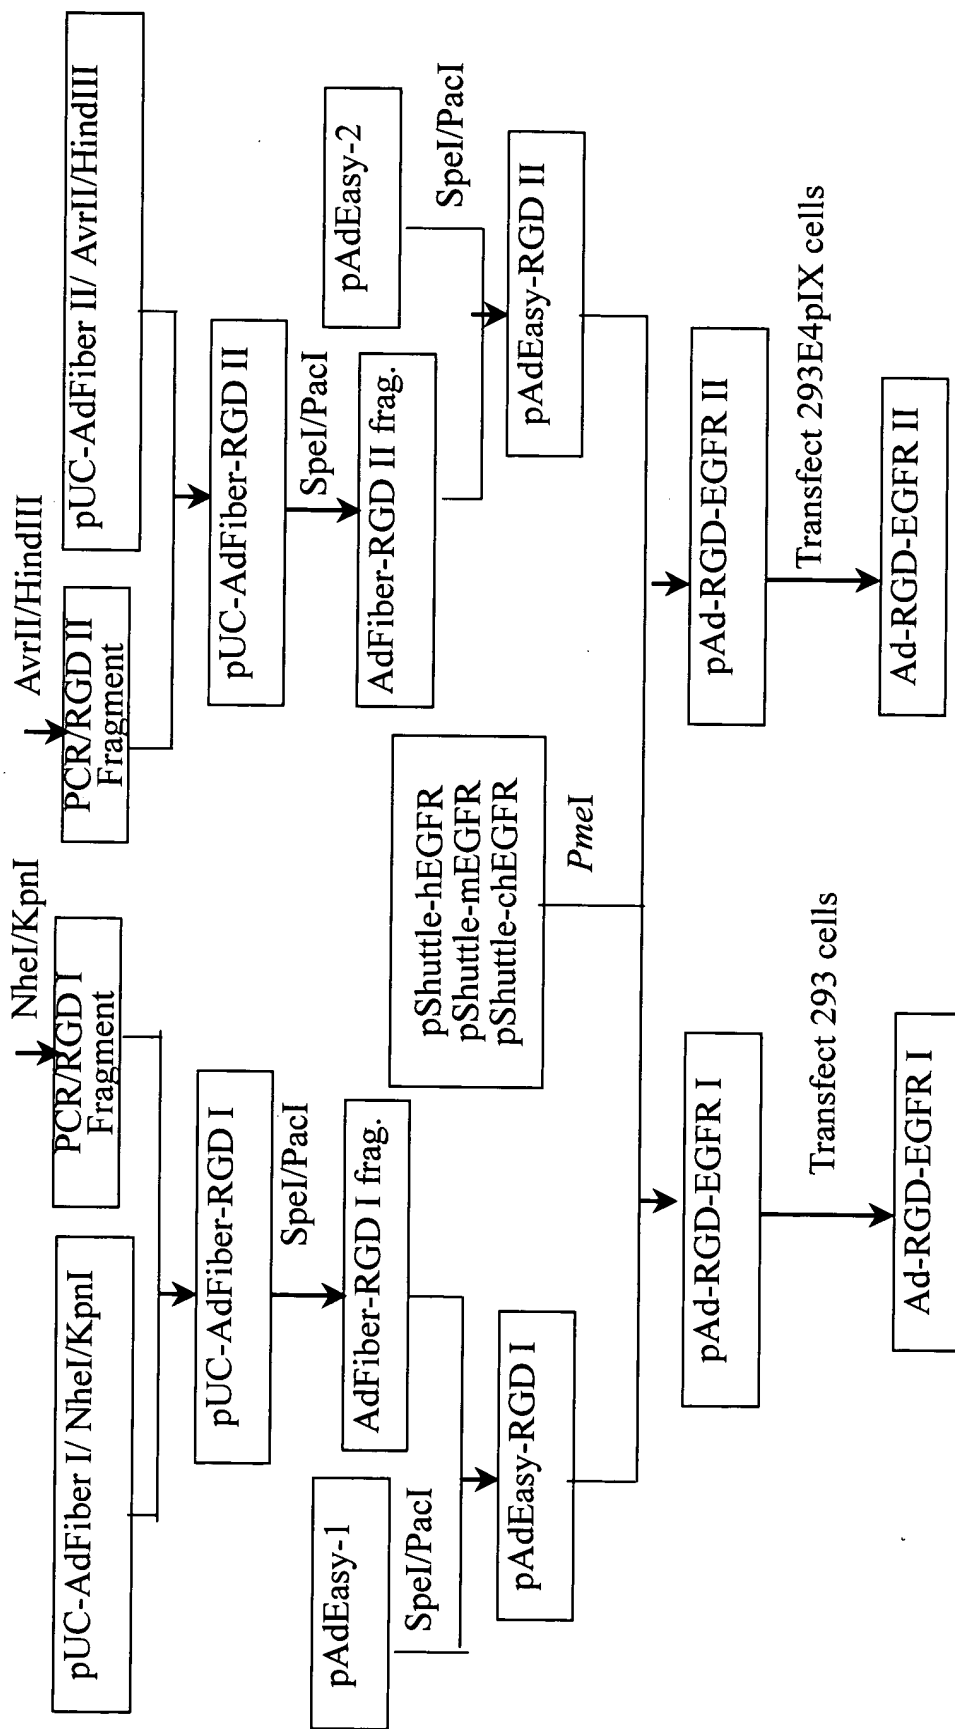 pUC-AdFiber I/ NheI/KpnI
NheI/KpnI
PCR/RGD I
Fragment
AvrII/HindIII
PCR/RGD II
Fragment
pUC-AdFiber II/ AvrII/HindIII
pUC-AdFiber-RGD I
pUC-AdFiber-RGD II
SpeI/PacI
SpeI/PacI
pAdEasy-1
AdFiber-RGD I frag.
AdFiber-RGD II frag.
pAdEasy-2
SpeI/PacI
SpeI/PacI
pShuttle-hEGFR
pShuttle-mEGFR
pShuttle-chEGFR
pAdEasy-RGD I
pAdEasy-RGD II
PmeI
pAd-RGD-EGFR I
pAd-RGD-EGFR II
Transfect 293 cells
Transfect 293E4pIX cells
Ad-RGD-EGFR I
Ad-RGD-EGFR II